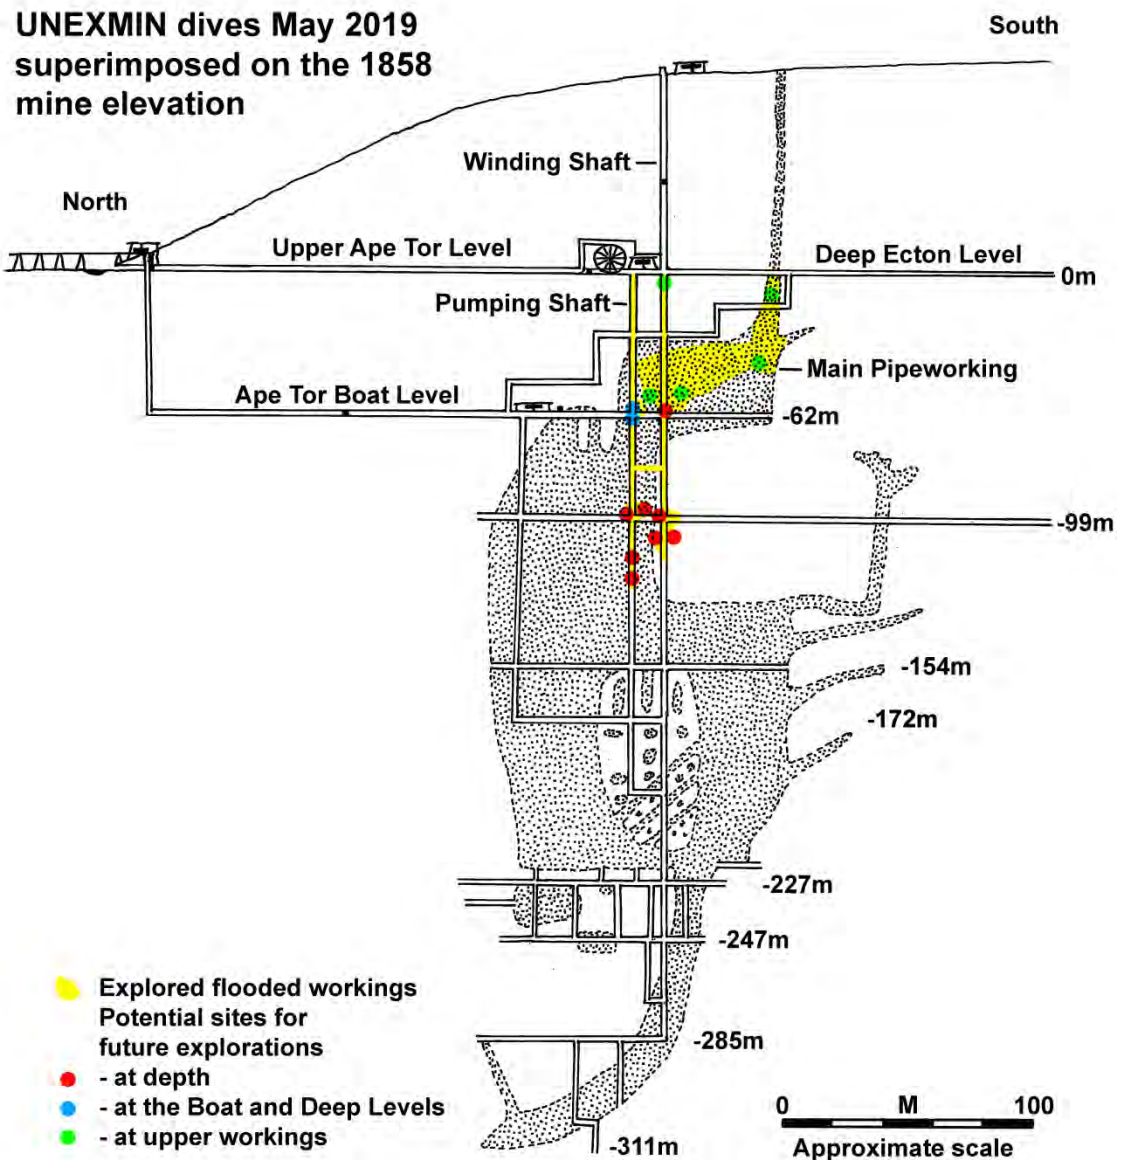 UNEXMIN dives May 2019
superimposed on the 1858
mine elevation
South
Winding Shaft
North
Upper Ape Tor Level
Deep Ecton Level
0m
Pumping Shaft
Main Pipeworking
Ape Tor Boat Level
-62m
-99m
-154m
-172m
-227m
-247m
-285m
-311m
Explored flooded workings
Potential sites for
future explorations
- at depth
- at the Boat and Deep Levels
- at upper workings
0 M 100
Approximate scale